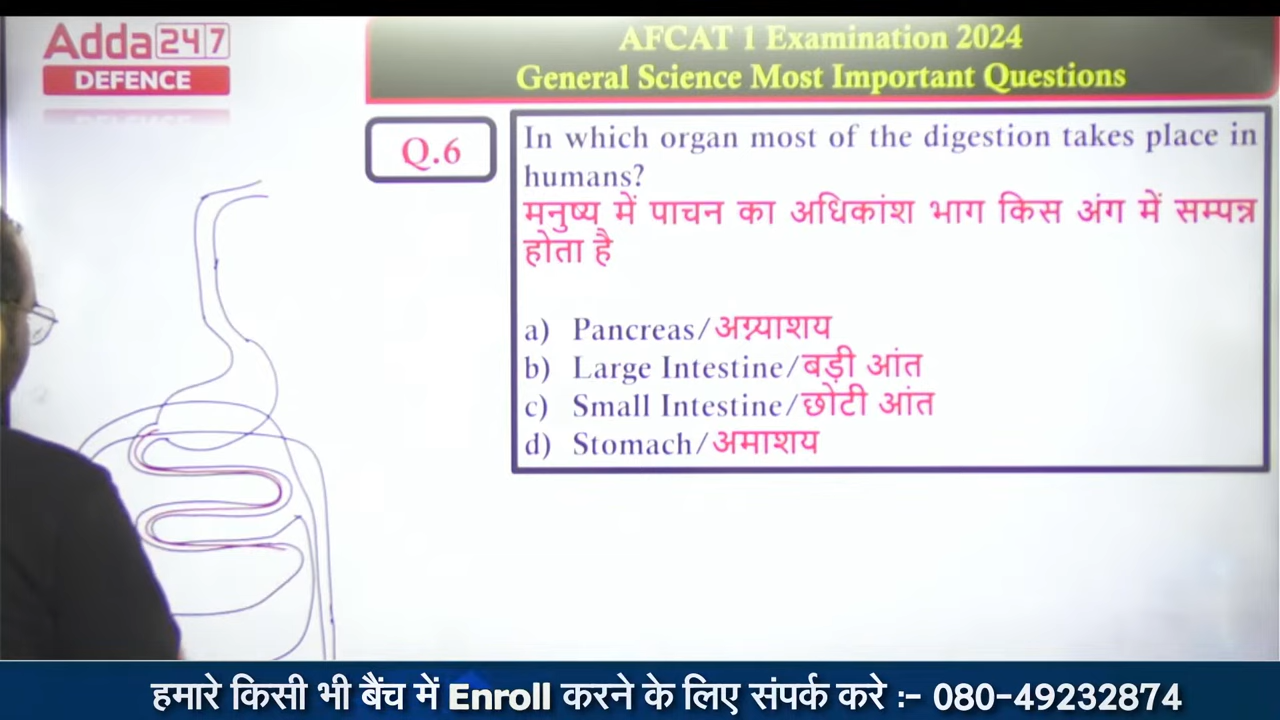 Adda247
DEFENCE
AFCAT 1 Examination 2024
General Science Most Important Questions
Q.6
In which organ most of the digestion takes place in
humans?
मनुष्य में पाचन का अधिकांश भाग किस अंग में सम्पन्न
होता है
a) Pancreas/अग्न्याशय
b) Large Intestine/बड़ी आंत
c) Small Intestine/छोटी आंत
d) Stomach/अमाशय
हमारे किसी भी बैंच में Enroll करने के लिए संपर्क करे :- 080-49232874